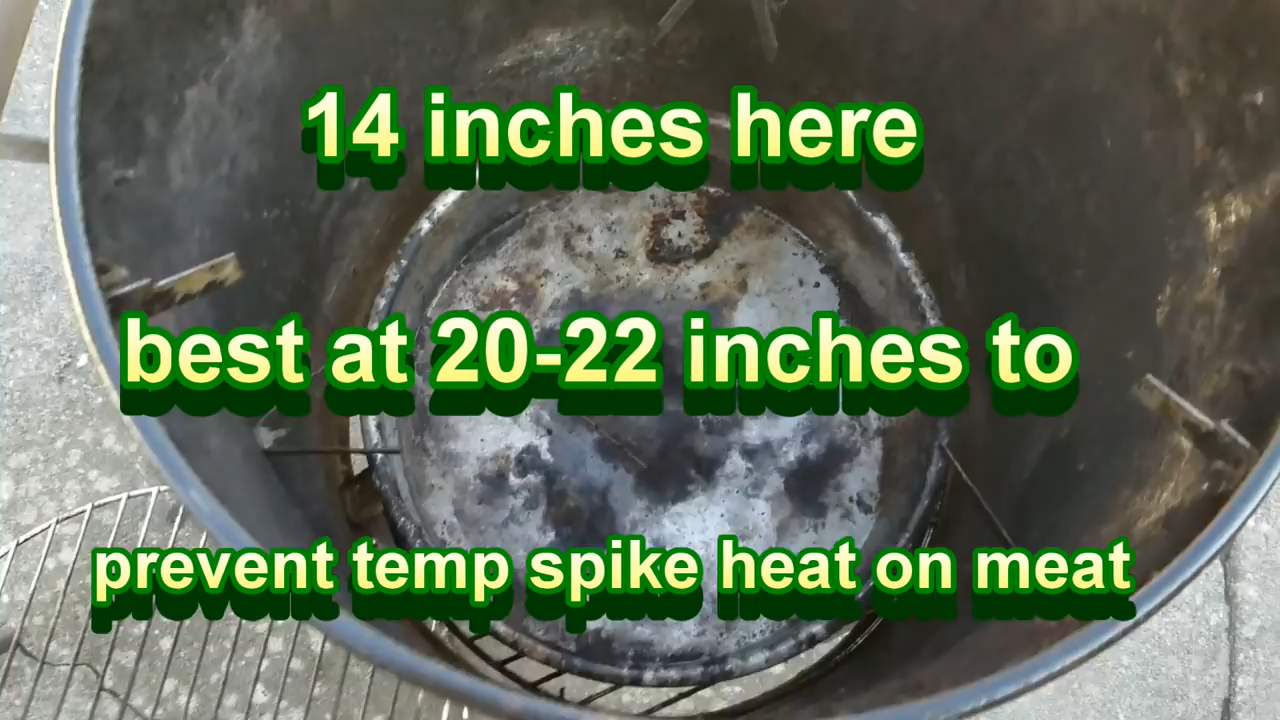 14 inches here
best at 20-22 inches to
prevent temp spike heat on meat